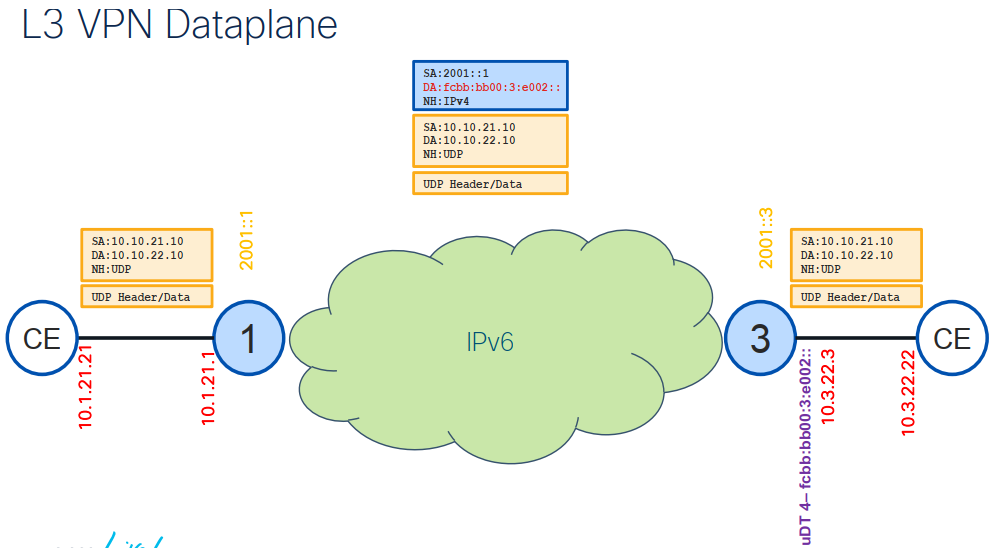 L3 VPN Dataplane
SA:2001::1
DA:fcbb:bb00:3:e002::
NH:IPv4
SA:10.10.21.10
DA:10.10.22.10
NH:UDP
UDP Header/Data
SA:10.10.21.10
DA:10.10.22.10
NH:UDP
UDP Header/Data
2001::1
2001::3
SA:10.10.21.10
DA:10.10.22.10
NH:UDP
UDP Header/Data
CE
1
IPv6
3
CE
10.1.21.21
10.1.21.1
uDT 4– fcbb:bb00:3:e002::
10.3.22.3
10.3.22.22